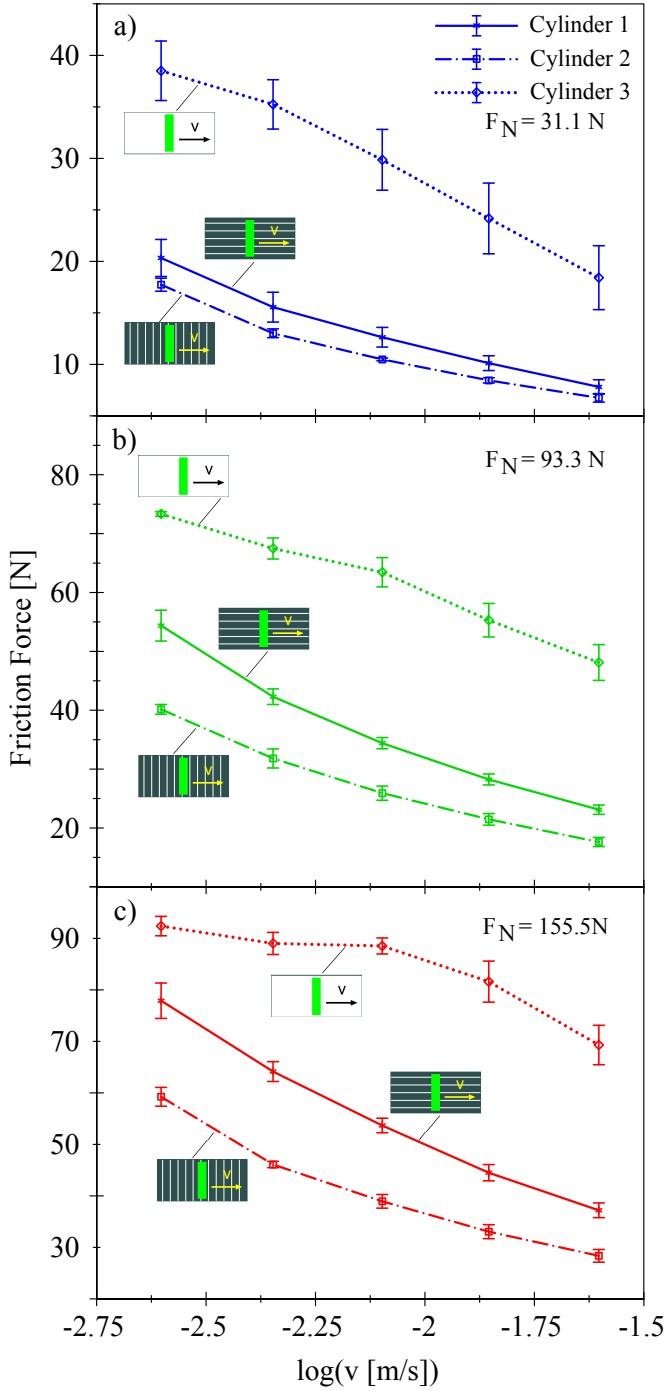 a)
Cylinder 1
Cylinder 2
Cylinder 3
F_N = 31.1 N
40
30
20
10
v
v
v
b)
F_N = 93.3 N
80
60
40
20
v
v
v
Friction Force [N]
c)
F_N = 155.5N
90
70
50
30
v
v
v
-2.75 -2.5 -2.25 -2 -1.75 -1.5
log(v [m/s])